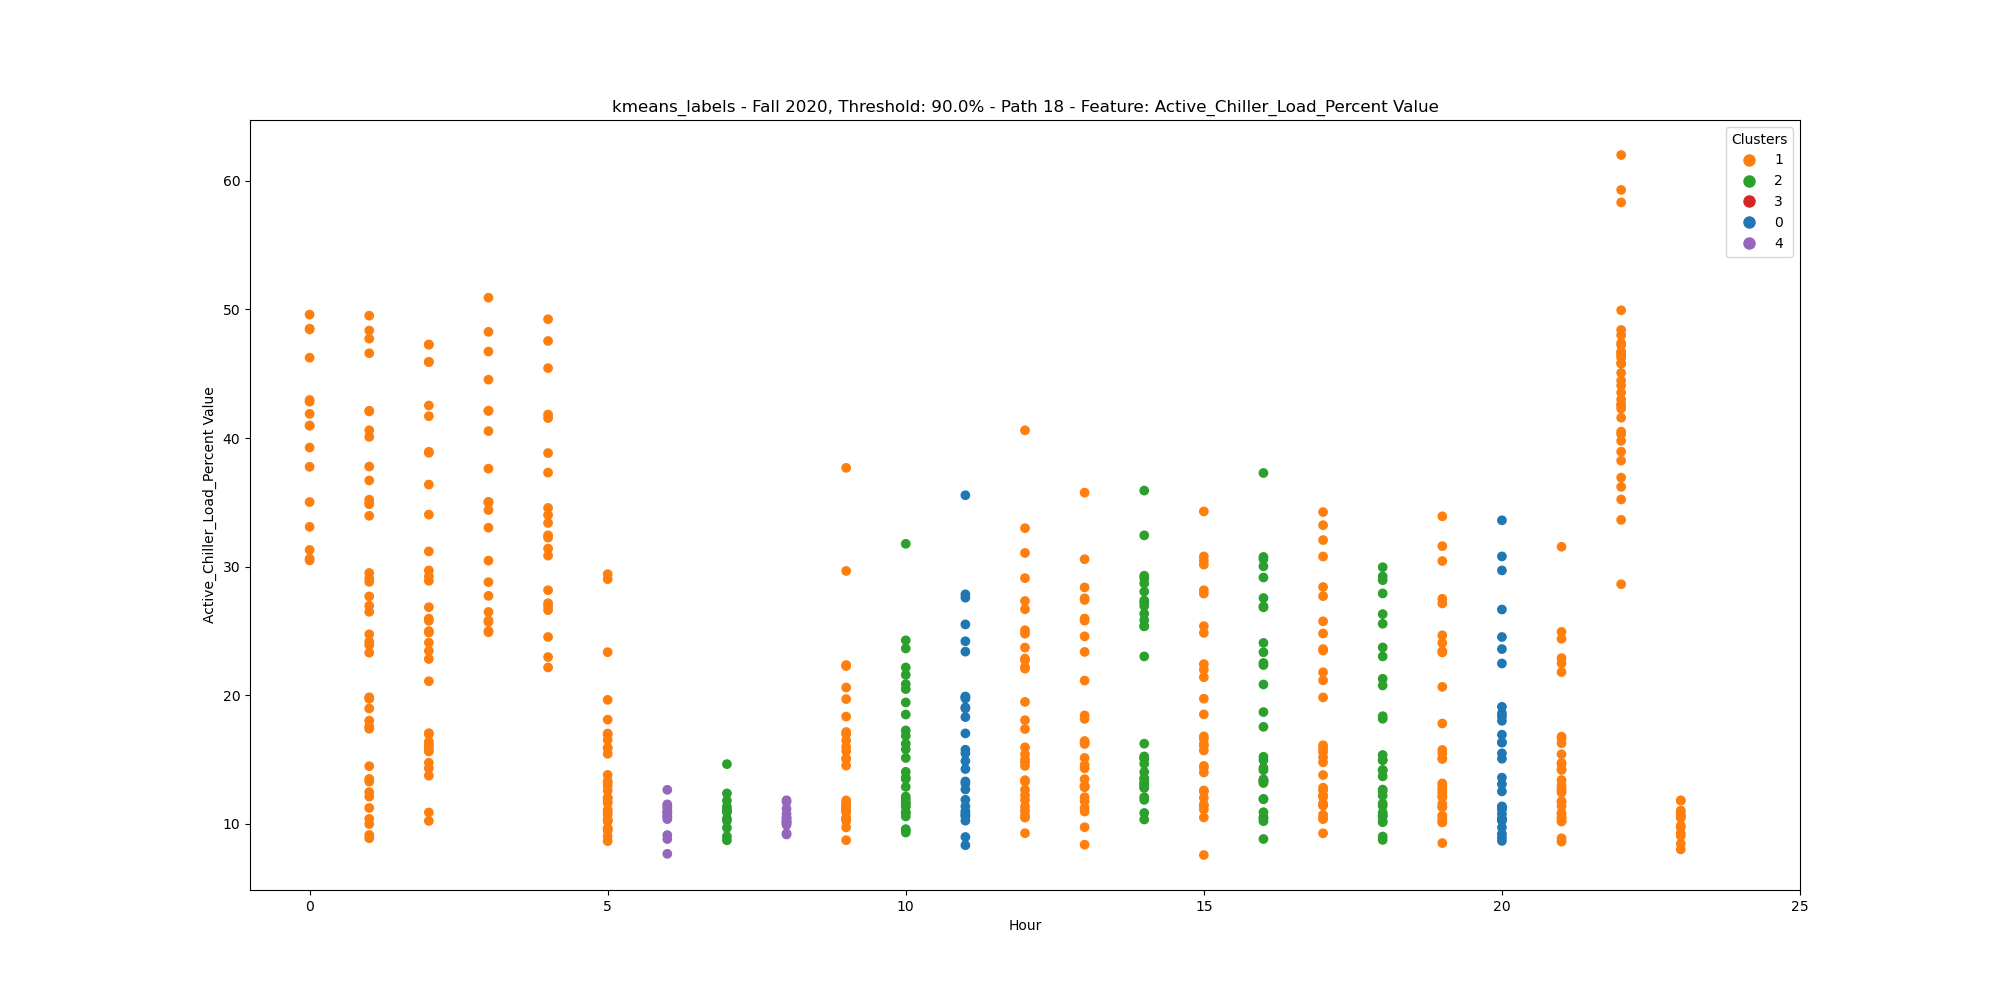 kmeans_labels - Fall 2020, Threshold: 90.0% - Path 18 - Feature: Active_Chiller_Load_Percent Value
Clusters
1
2
3
0
4
Active_Chiller_Load_Percent Value
60
50
40
30
20
10
0 5 10 15 20 25
Hour